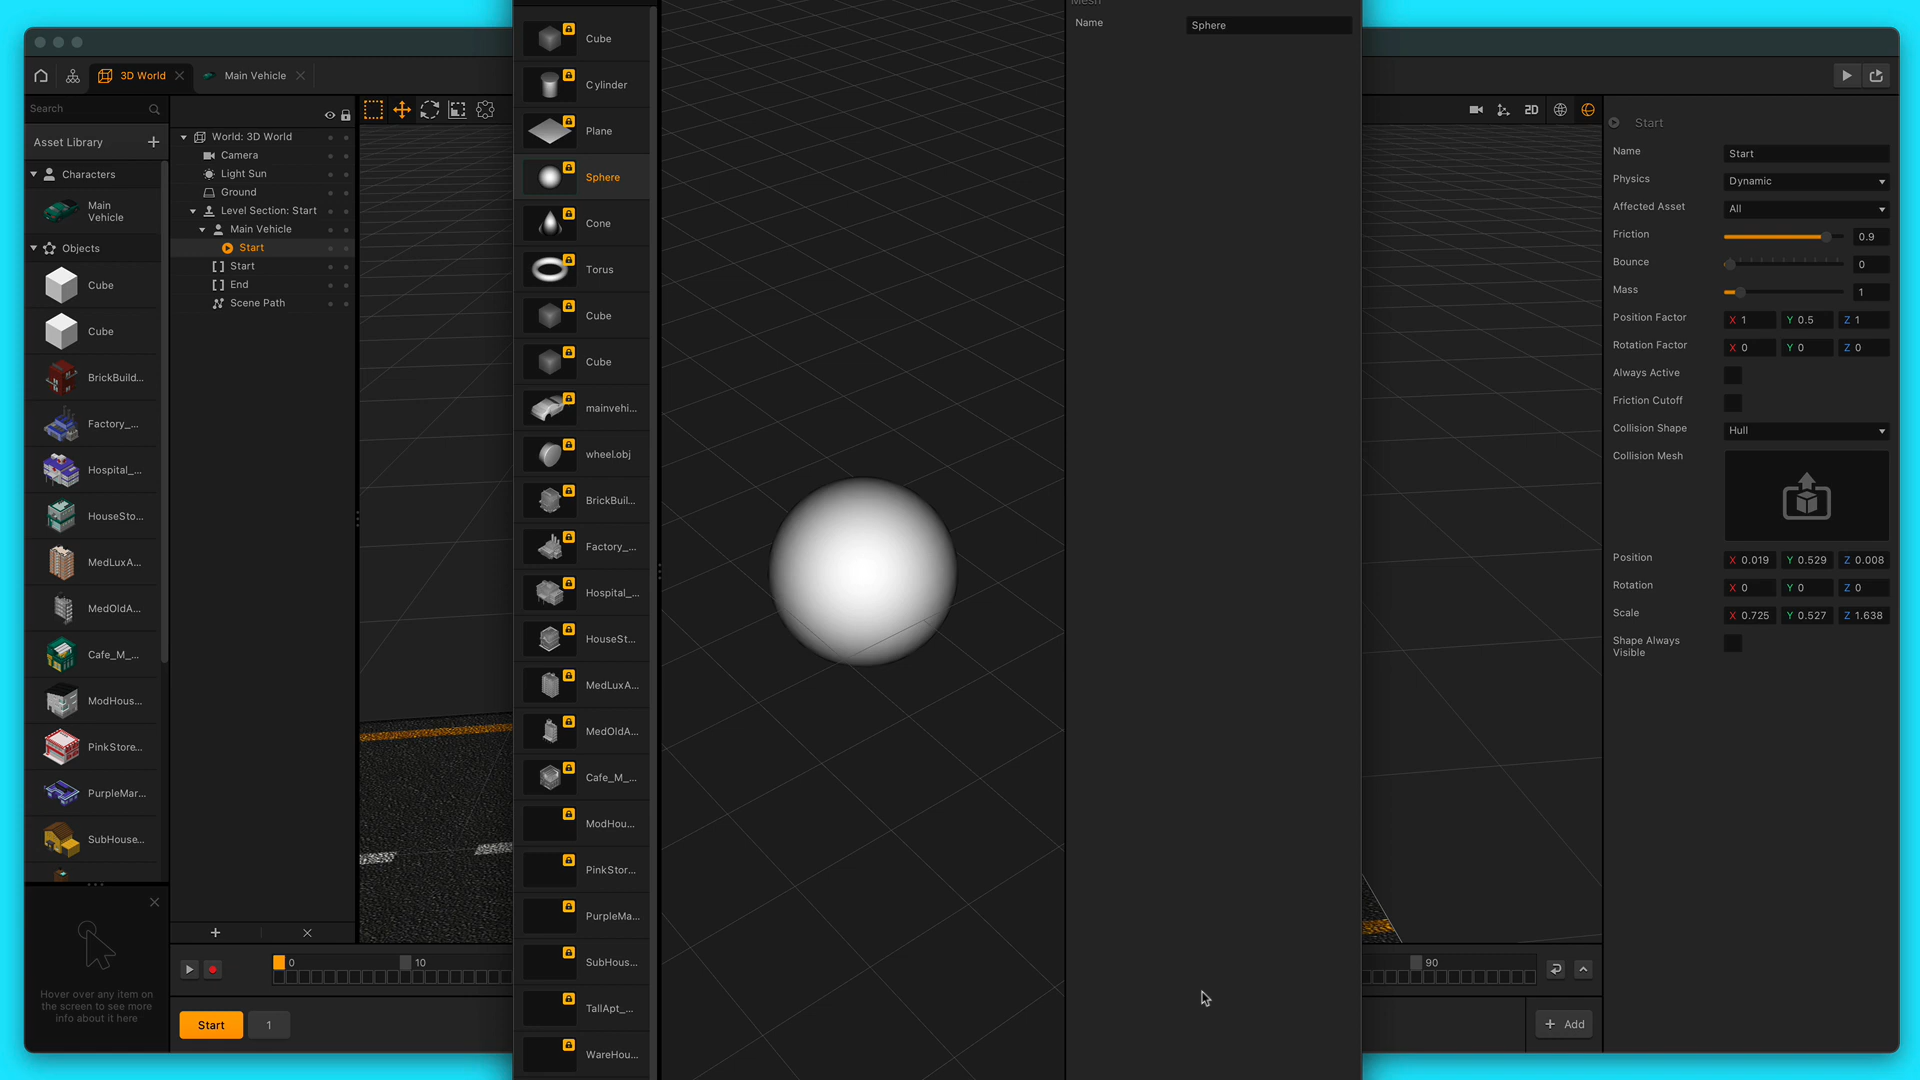 3D World
Main Vehicle
Search
Asset Library
Characters
Main
Vehicle
Objects
Cube
Cube
BrickBuild...
Factory_...
Hospital_...
HouseSto...
MedLuxA...
MedOldA...
Cafe_M_...
ModHous...
PinkStore...
PurpleMar...
SubHouse...
Hover over any item on
the screen to see more
info about it here
World: 3D World
Camera
Light Sun
Ground
Level Section: Start
Main Vehicle
Start
Start
End
Scene Path
0
10
90
Start
1
Add
Cube
Cylinder
Plane
Sphere
Cone
Torus
Cube
Cube
mainvehi...
wheel.obj
BrickBuil...
Factory_...
Hospital_...
HouseSt...
MedLuxA...
MedOldA...
Cafe_M_...
ModHou...
PinkStor...
PurpleMa...
SubHous...
TallApt_...
WareHou...
Mesh
Name Sphere
2D
Start
Name Start
Physics Dynamic
Affected Asset All
Friction 0.9
Bounce 0
Mass 1
Position Factor X 1 Y 0.5 Z 1
Rotation Factor X 0 Y 0 Z 0
Always Active
Friction Cutoff
Collision Shape Hull
Collision Mesh
Position X 0.019 Y 0.529 Z 0.008
Rotation X 0 Y 0 Z 0
Scale X 0.725 Y 0.527 Z 1.638
Shape Always
Visible